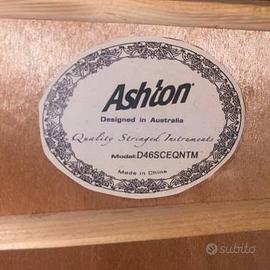 Ashton
Designed in Australia
Quality Stringed Instruments
Model:D46SCEQNTM
Made in China
subito